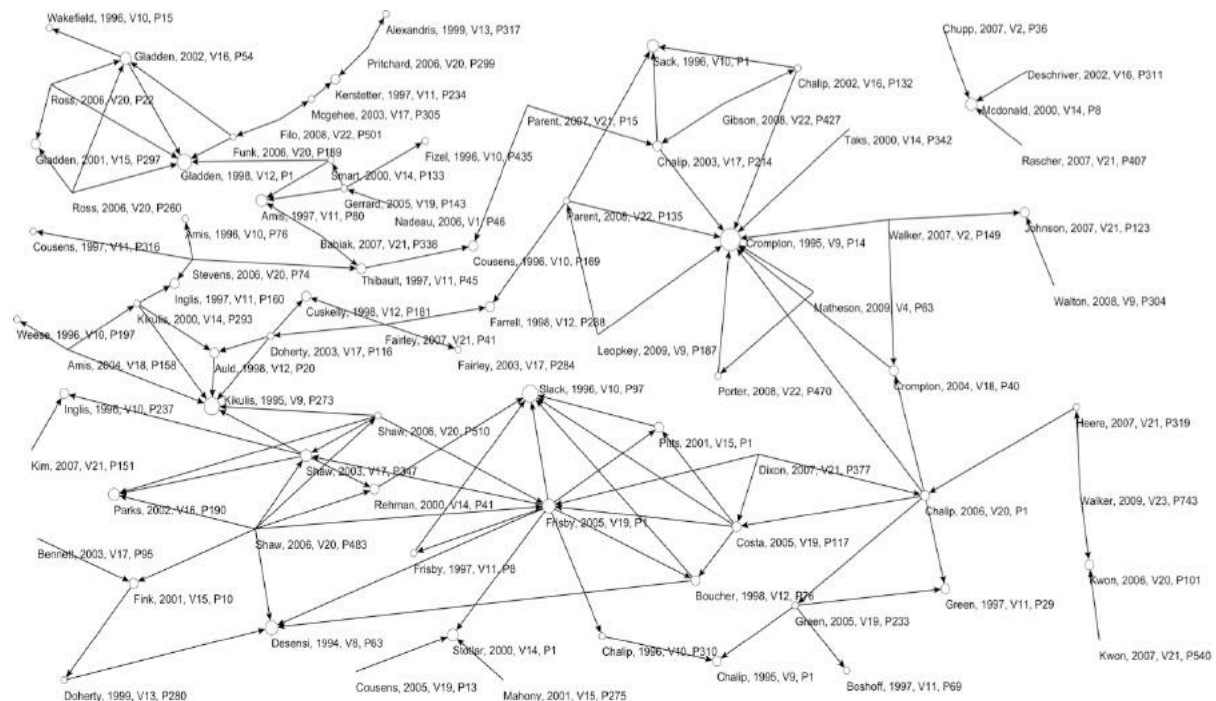 Wakefield, 1996, V10, P15
Alexandris, 1999, V13, P317
Chupp, 2007, V2, P36
Gladden, 2002, V16, P54
Pritchard, 2006, V20, P299
Sack, 1996, V10, P1
Chalip, 2002, V16, P132
Deschriver, 2002, V16, P311
Ross, 2006, V20, P22
Kerstetter, 1997, V11, P234
Mcgehee, 2003, V17, P305
Parent, 2007, V21, P15
Gibson, 2008, V22, P427
Mcdonald, 2000, V14, P8
Filo, 2008, V22, P501
Taks, 2000, V14, P342
Gladden, 2001, V15, P297
Funk, 2006, V20, P189
Fizel, 1996, V10, P435
Chalip, 2003, V17, P214
Rascher, 2007, V21, P407
Gladden, 1998, V12, P1
Smart, 2000, V14, P133
Ross, 2006, V20, P260
Gerrard, 2005, V19, P143
Amis, 1997, V11, P80
Nadeau, 2006, V1, P46
Parent, 2008, V22, P135
Amis, 1996, V10, P76
Cousens, 1997, V11, P316
Babiak, 2007, V21, P338
Cousens, 1996, V10, P169
Crompton, 1995, V9, P14
Walker, 2007, V2, P149
Johnson, 2007, V21, P123
Stevens, 2006, V20, P74
Thibault, 1997, V11, P45
Inglis, 1997, V11, P160
Cuskelly, 1998, V12, P181
Matheson, 2009, V4, P63
Walton, 2008, V9, P304
Kikulis, 2000, V14, P293
Farrell, 1998, V12, P288
Weese, 1996, V10, P197
Fairley, 2007, V21, P41
Doherty, 2003, V17, P116
Leopkey, 2009, V9, P187
Amis, 2004, V18, P158
Auld, 1998, V12, P20
Fairley, 2003, V17, P284
Slack, 1996, V10, P97
Porter, 2008, V22, P470
Crompton, 2004, V18, P40
Inglis, 1996, V10, P237
Kikulis, 1995, V9, P273
Shaw, 2006, V20, P510
Pitts, 2001, V15, P1
Heere, 2007, V21, P319
Kim, 2007, V21, P151
Shaw, 2003, V17, P347
Dixon, 2007, V21, P377
Parks, 2002, V16, P190
Rehman, 2000, V14, P41
Walker, 2009, V23, P743
Frisby, 2005, V19, P1
Chalip, 2006, V20, P1
Costa, 2005, V19, P117
Shaw, 2006, V20, P483
Bennett, 2003, V17, P95
Frisby, 1997, V11, P8
Kwon, 2006, V20, P101
Boucher, 1998, V12, P76
Fink, 2001, V15, P10
Green, 1997, V11, P29
Green, 2005, V19, P233
Desensi, 1994, V8, P63
Stotlar, 2000, V14, P1
Chalip, 1996, V10, P310
Kwon, 2007, V21, P540
Chalip, 1995, V9, P1
Boshoff, 1997, V11, P69
Doherty, 1999, V13, P280
Cousens, 2005, V19, P13
Mahony, 2001, V15, P275